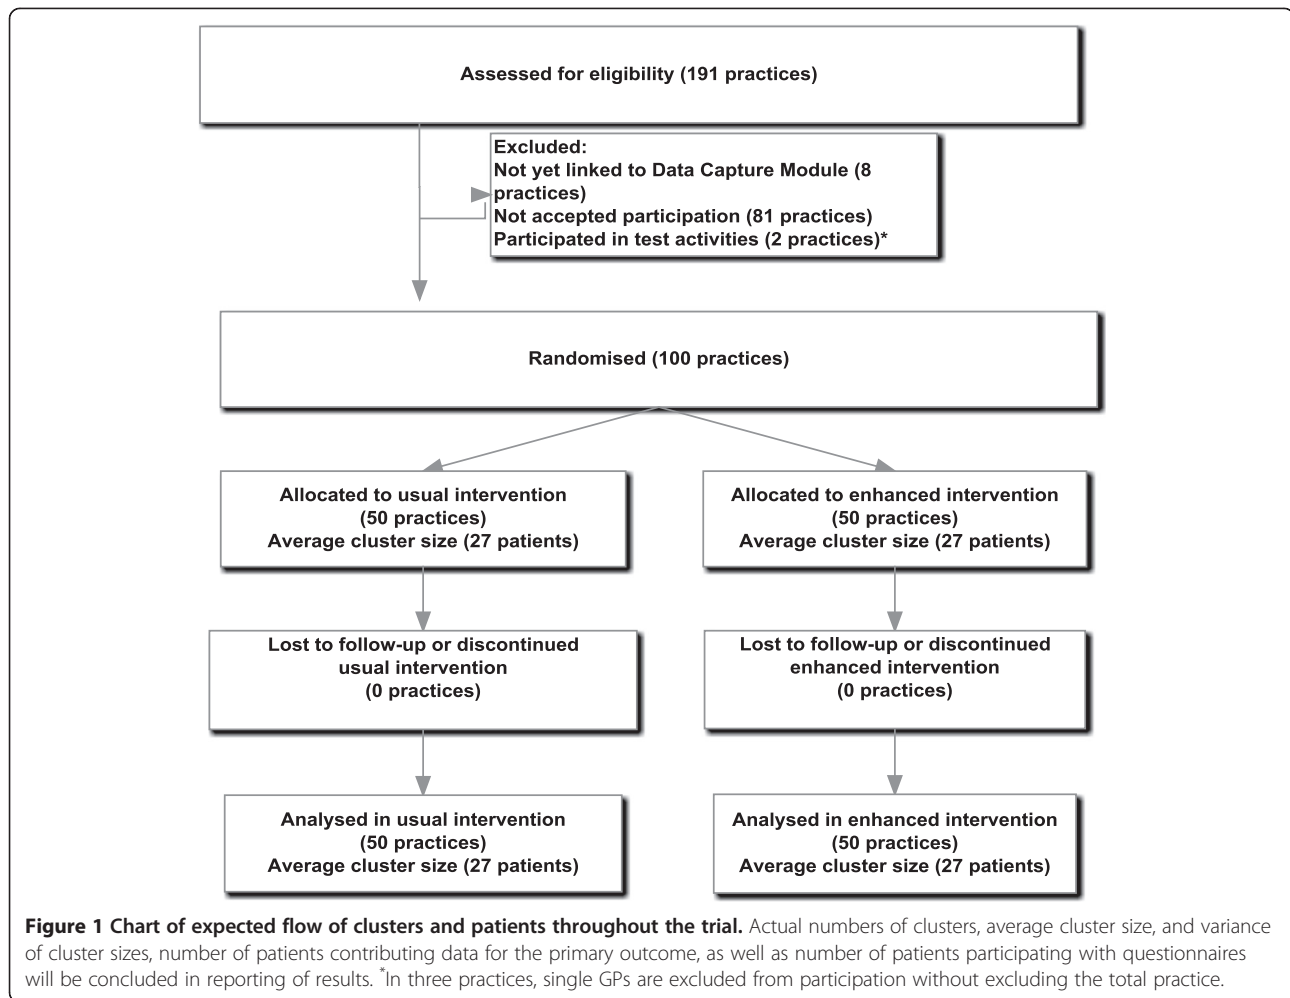 Assessed for eligibility (191 practices)
Excluded:
Not yet linked to Data Capture Module (8
practices)
Not accepted participation (81 practices)
Participated in test activities (2 practices)*
Randomised (100 practices)
Allocated to usual intervention
(50 practices)
Average cluster size (27 patients)
Allocated to enhanced intervention
(50 practices)
Average cluster size (27 patients)
Lost to follow-up or discontinued
usual intervention
(0 practices)
Lost to follow-up or discontinued
enhanced intervention
(0 practices)
Analysed in usual intervention
(50 practices)
Average cluster size (27 patients)
Analysed in enhanced intervention
(50 practices)
Average cluster size (27 patients)
Figure 1 Chart of expected flow of clusters and patients throughout the trial. Actual numbers of clusters, average cluster size, and variance
of cluster sizes, number of patients contributing data for the primary outcome, as well as number of patients participating with questionnaires
will be concluded in reporting of results. *In three practices, single GPs are excluded from participation without excluding the total practice.